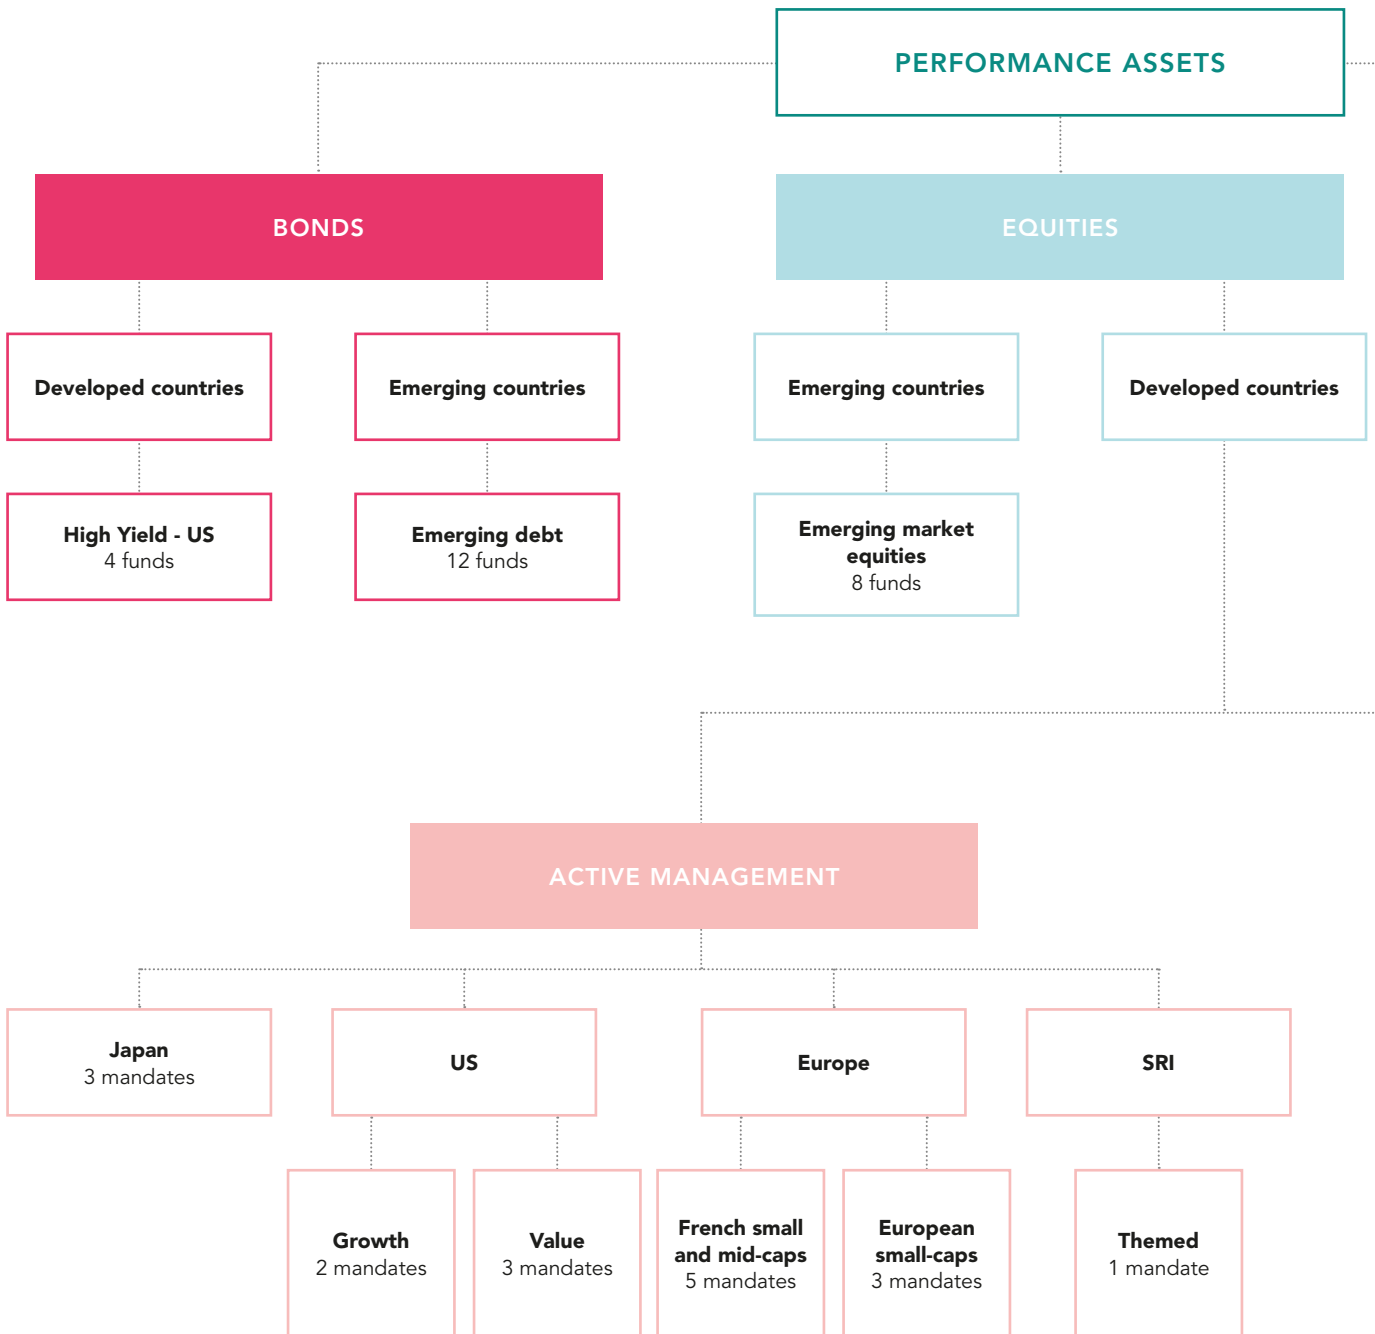 PERFORMANCE ASSETS
BONDS
EQUITIES
Developed countries
Emerging countries
Emerging countries
Developed countries
High Yield - US
4 funds
Emerging debt
12 funds
Emerging market
equities
8 funds
ACTIVE MANAGEMENT
Japan
3 mandates
US
Europe
SRI
Growth
2 mandates
Value
3 mandates
French small
and mid-caps
5 mandates
European
small-caps
3 mandates
Themed
1 mandate